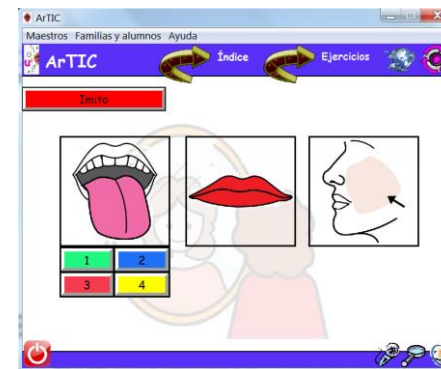 ArTIC
Maestros Familias y alumnos Ayuda
ArTIC Índice Ejercicios
Imito
1 2
3 4